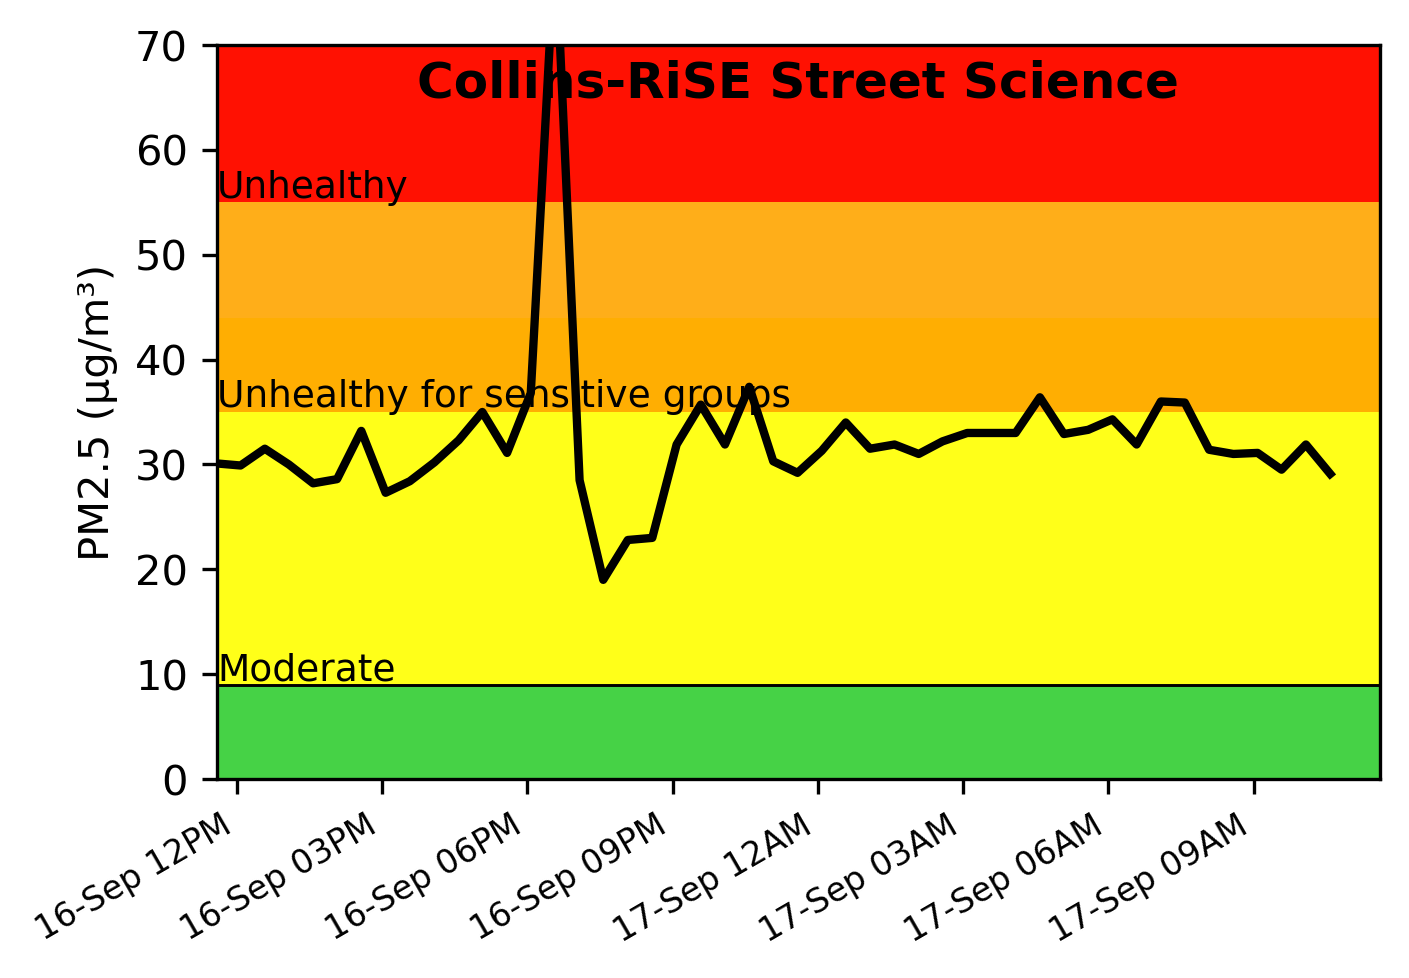 Collins-RiSE Street Science
PM2.5 (µg/m³)
70
60
50
40
30
20
10
0
Unhealthy
Unhealthy for sensitive groups
Moderate
16-Sep 12PM
16-Sep 03PM
16-Sep 06PM
16-Sep 09PM
17-Sep 12AM
17-Sep 03AM
17-Sep 06AM
17-Sep 09AM